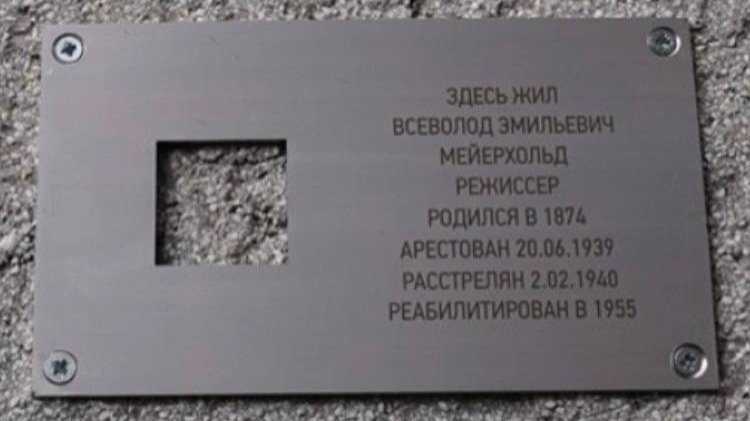 ЗДЕСЬ ЖИЛ
ВСЕВОЛОД ЭМИЛЬЕВИЧ
МЕЙЕРХОЛЬД
РЕЖИССЕР
РОДИЛСЯ В 1874
АРЕСТОВАН 20.06.1939
РАССТРЕЛЯН 2.02.1940
РЕАБИЛИТИРОВАН В 1955